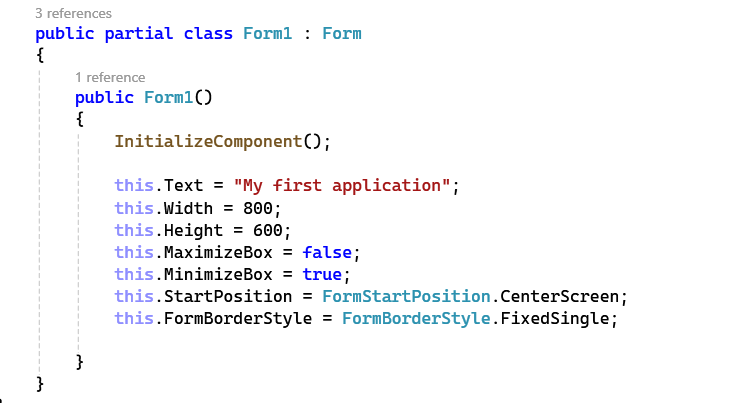 3 references
public partial class Form1 : Form
{
1 reference
public Form1()
{
InitializeComponent();
this.Text = "My first application";
this.Width = 800;
this.Height = 600;
this.MaximizeBox = false;
this.MinimizeBox = true;
this.StartPosition = FormStartPosition.CenterScreen;
this.FormBorderStyle = FormBorderStyle.FixedSingle;
}
}